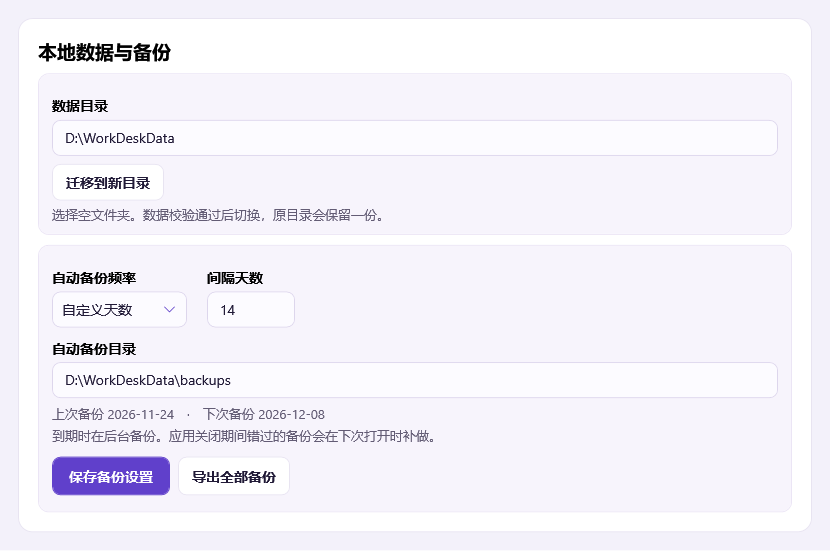 本地数据与备份
数据目录
D:\WorkDeskData
迁移到新目录
选择空文件夹。数据校验通过后切换，原目录会保留一份。
自动备份频率 间隔天数
自定义天数 14
自动备份目录
D:\WorkDeskData\backups
上次备份 2026-11-24 · 下次备份 2026-12-08
到期时在后台备份。应用关闭期间错过的备份会在下次打开时补做。
保存备份设置 导出全部备份